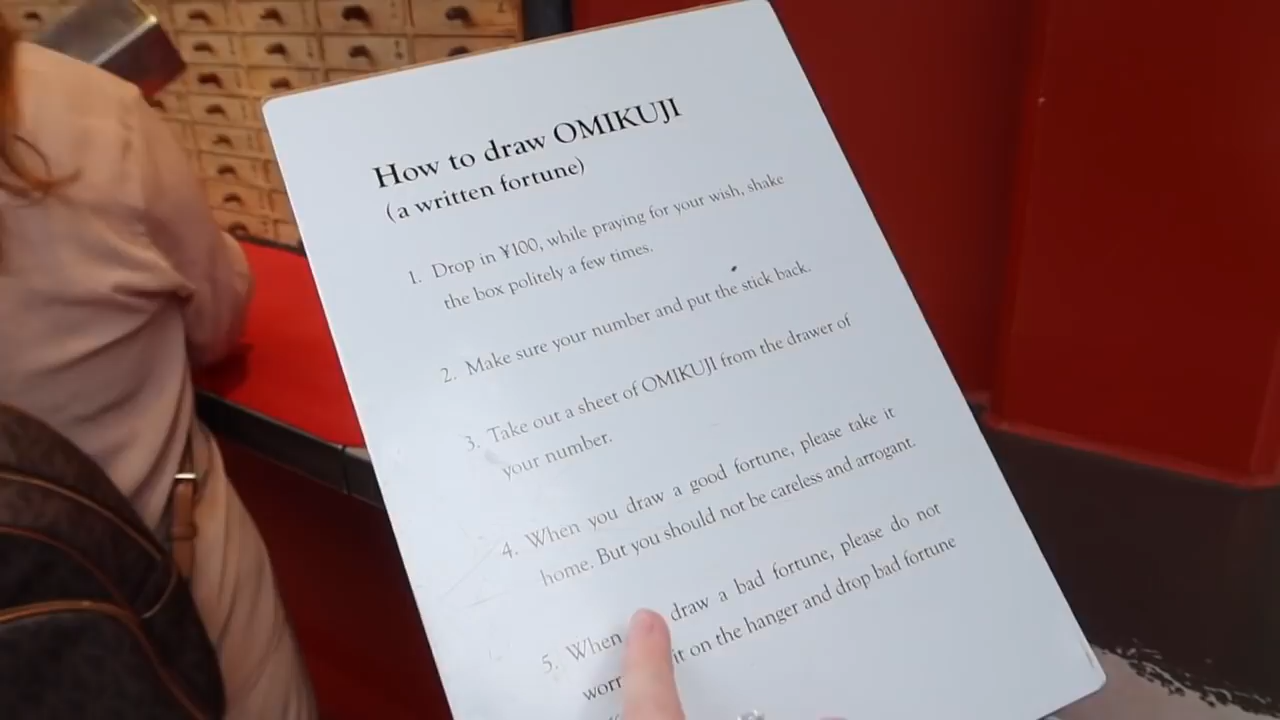 How to draw OMIKUJI
(a written fortune)
1. Drop in ¥100, while praying for your wish, shake
the box politely a few times.
2. Make sure your number and put the stick back.
3. Take out a sheet of OMIKUJI from the drawer of
your number.
4. When you draw a good fortune, please take it
home. But you should not be careless and arrogant.
5. When draw a bad fortune, please do not
worr it on the hanger and drop bad fortune